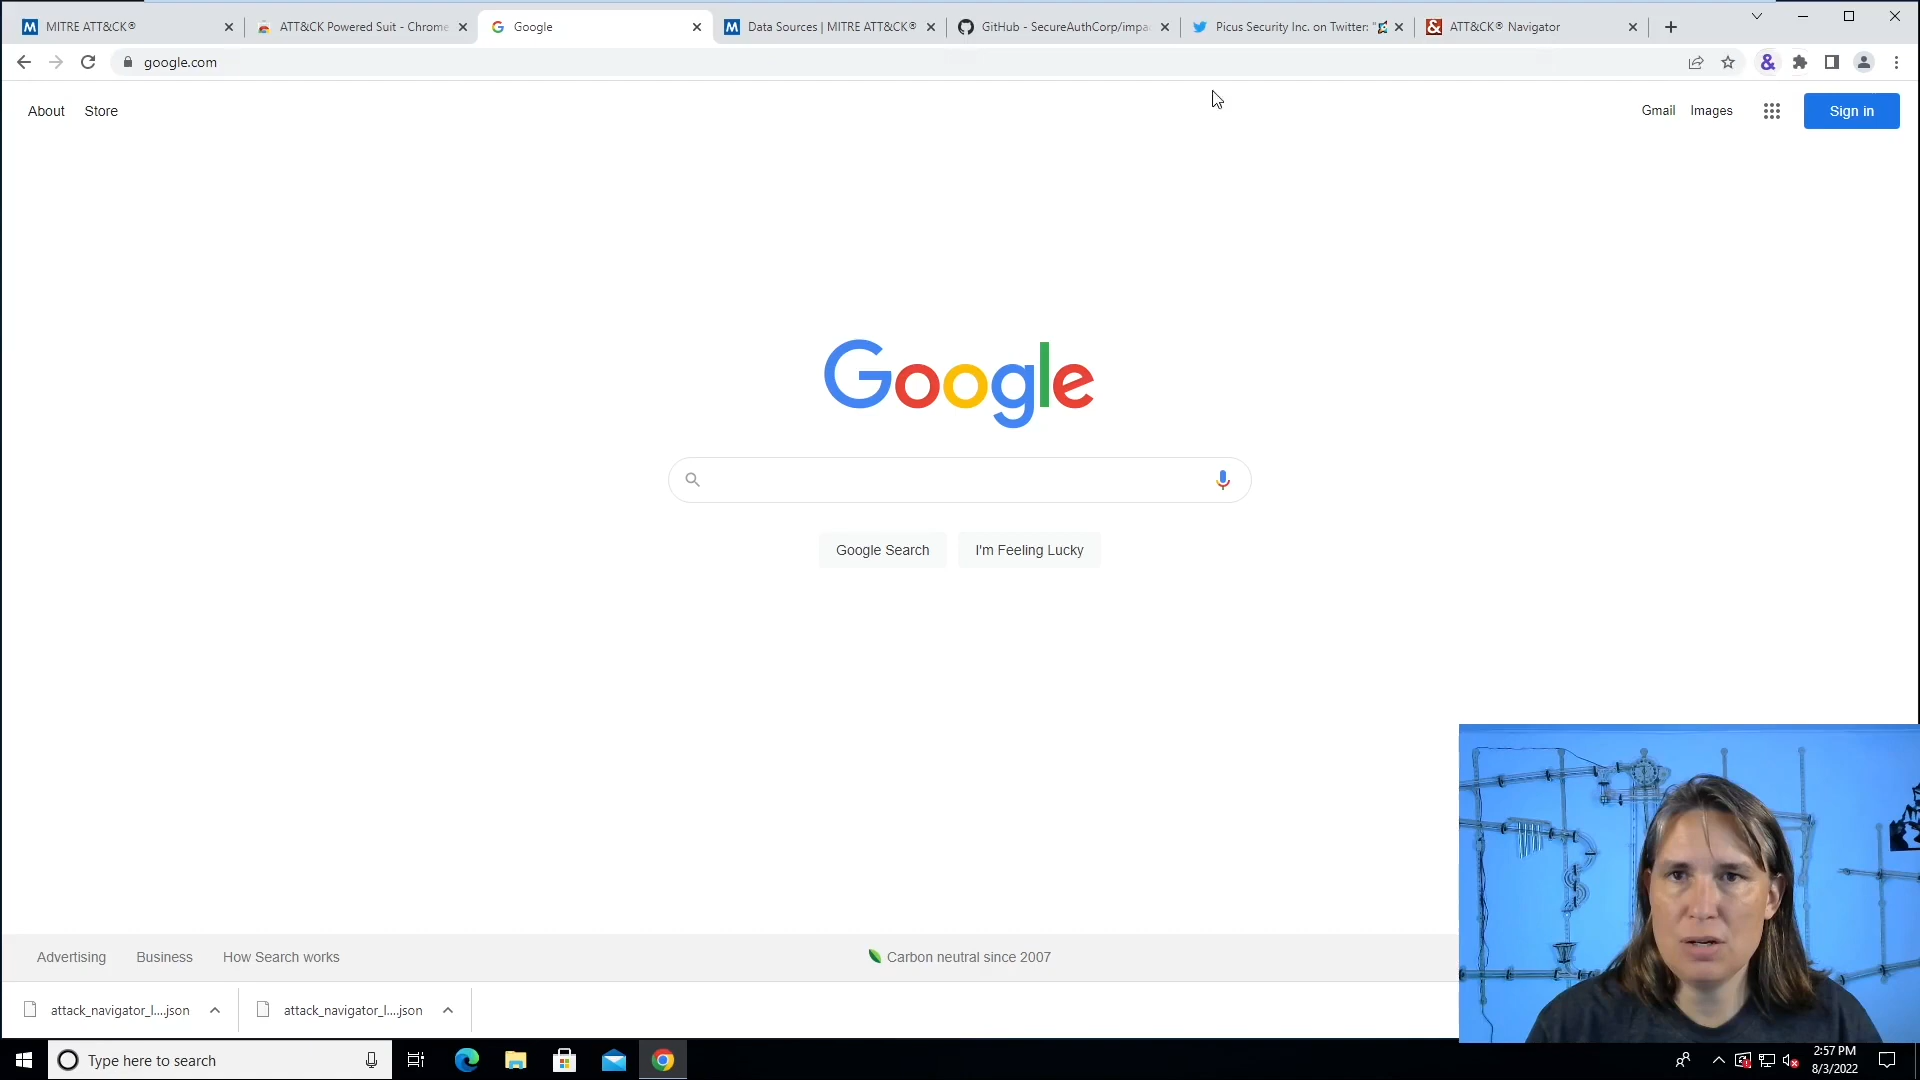 MITRE ATT&CK®
ATT&CK Powered Suit - Chrome
Google
Data Sources | MITRE ATT&CK®
GitHub - SecureAuthCorp/impa
Picus Security Inc. on Twitter: "
ATT&CK® Navigator
google.com
About
Store
Gmail
Images
Sign in
Google
Google Search
I'm Feeling Lucky
Advertising
Business
How Search works
Carbon neutral since 2007
attack_navigator_l....json
attack_navigator_l....json
Type here to search
2:57 PM
8/3/2022